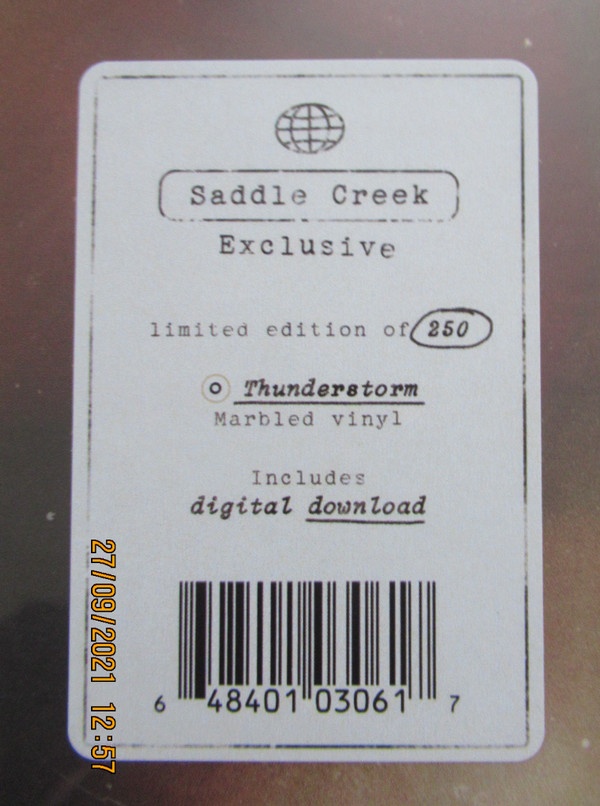 Saddle Creek
Exclusive
limited edition of 250
Thunderstorm
Marbled vinyl
Includes
digital download
6 48401 03061 7
27/09/2021 12:57